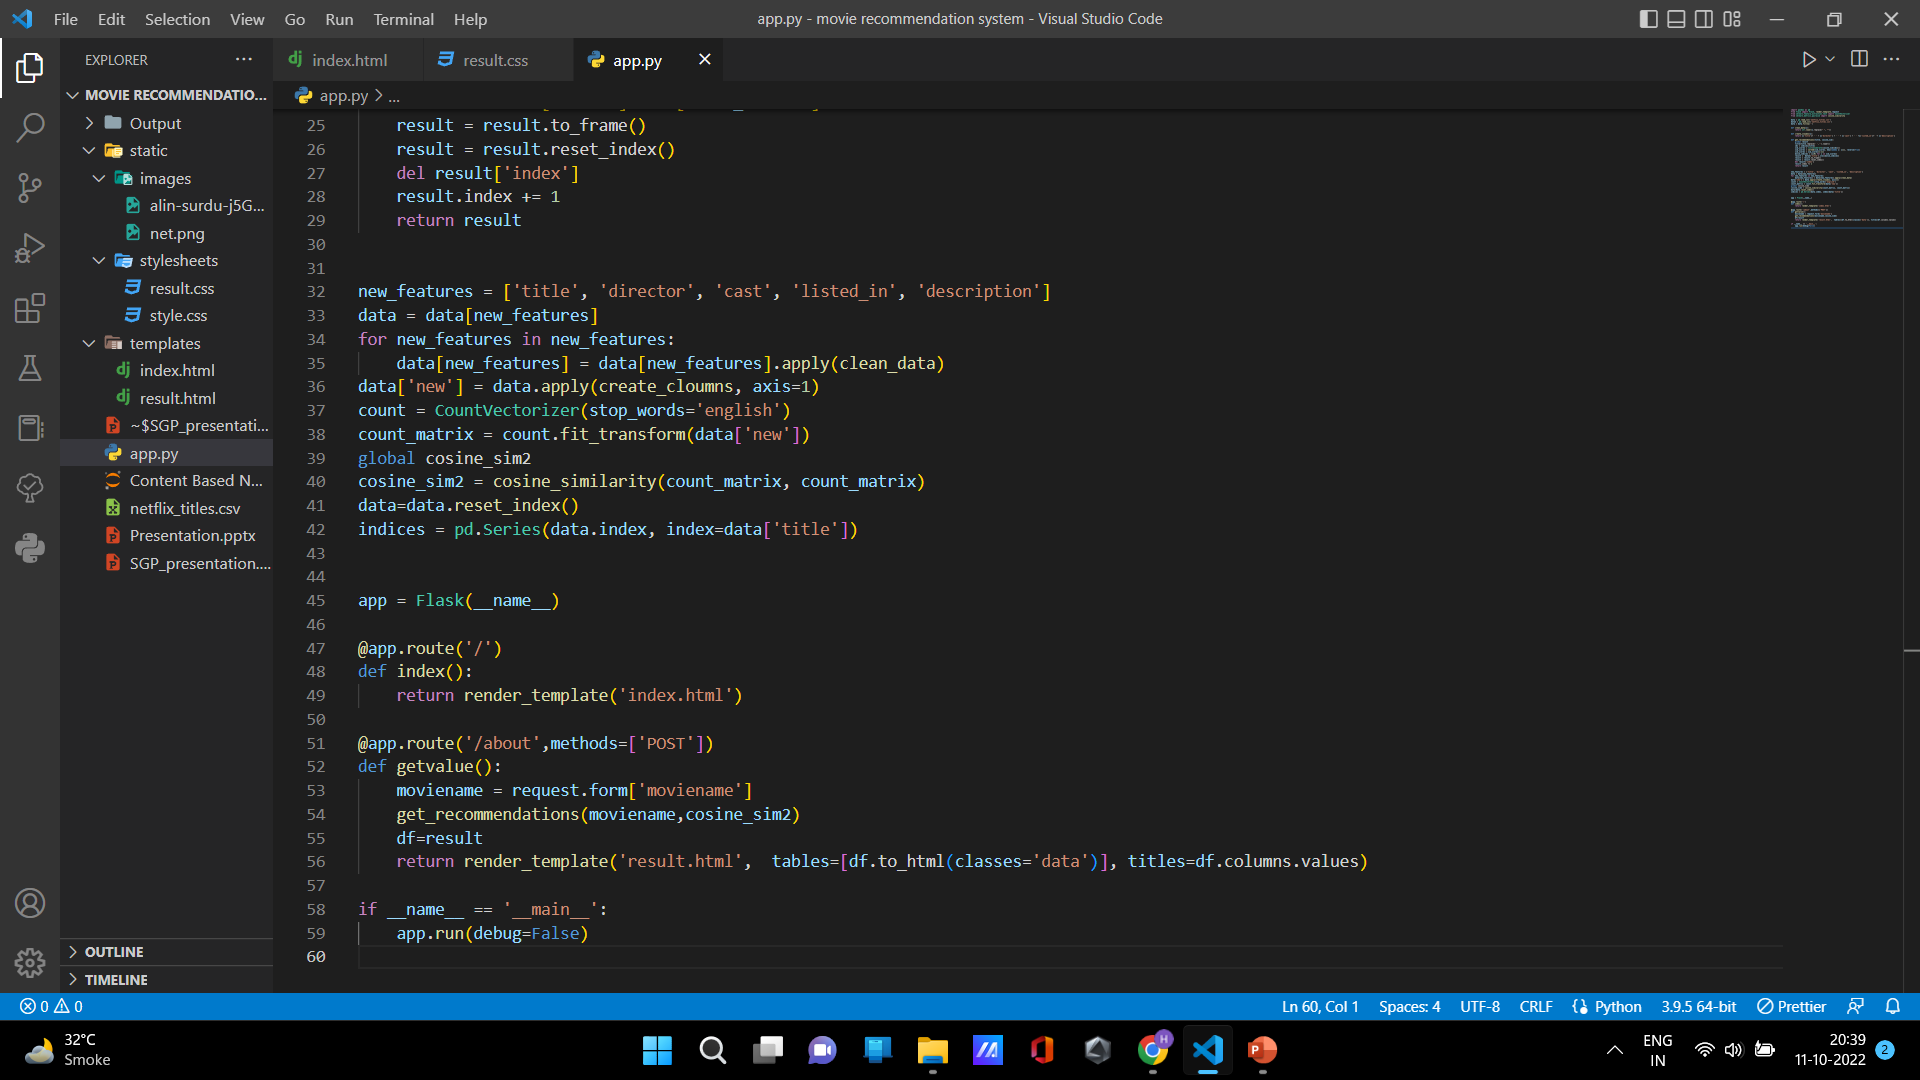 File Edit Selection View Go Run Terminal Help
app.py - movie recommendation system - Visual Studio Code
EXPLORER
index.html
result.css
app.py
MOVIE RECOMMENDATIO...
app.py > ...
Output
static
images
alin-surdu-j5G...
net.png
stylesheets
result.css
style.css
templates
index.html
result.html
~$SGP_presentati...
app.py
Content Based N...
netflix_titles.csv
Presentation.pptx
SGP_presentation....
OUTLINE
TIMELINE
25 result = result.to_frame()
26 result = result.reset_index()
27 del result['index']
28 result.index += 1
29 return result
30
31
32 new_features = ['title', 'director', 'cast', 'listed_in', 'description']
33 data = data[new_features]
34 for new_features in new_features:
35 data[new_features] = data[new_features].apply(clean_data)
36 data['new'] = data.apply(create_cloumns, axis=1)
37 count = CountVectorizer(stop_words='english')
38 count_matrix = count.fit_transform(data['new'])
39 global cosine_sim2
40 cosine_sim2 = cosine_similarity(count_matrix, count_matrix)
41 data=data.reset_index()
42 indices = pd.Series(data.index, index=data['title'])
43
44
45 app = Flask(__name__)
46
47 @app.route('/')
48 def index():
49 return render_template('index.html')
50
51 @app.route('/about',methods=['POST'])
52 def getvalue():
53 moviename = request.form['moviename']
54 get_recommendations(moviename,cosine_sim2)
55 df=result
56 return render_template('result.html',  tables=[df.to_html(classes='data')], titles=df.columns.values)
57
58 if __name__ == '__main__':
59 app.run(debug=False)
60
0 0
Ln 60, Col 1 Spaces: 4 UTF-8 CRLF Python 3.9.5 64-bit Prettier
32°C
Smoke
H
ENG
IN
20:39
11-10-2022
2